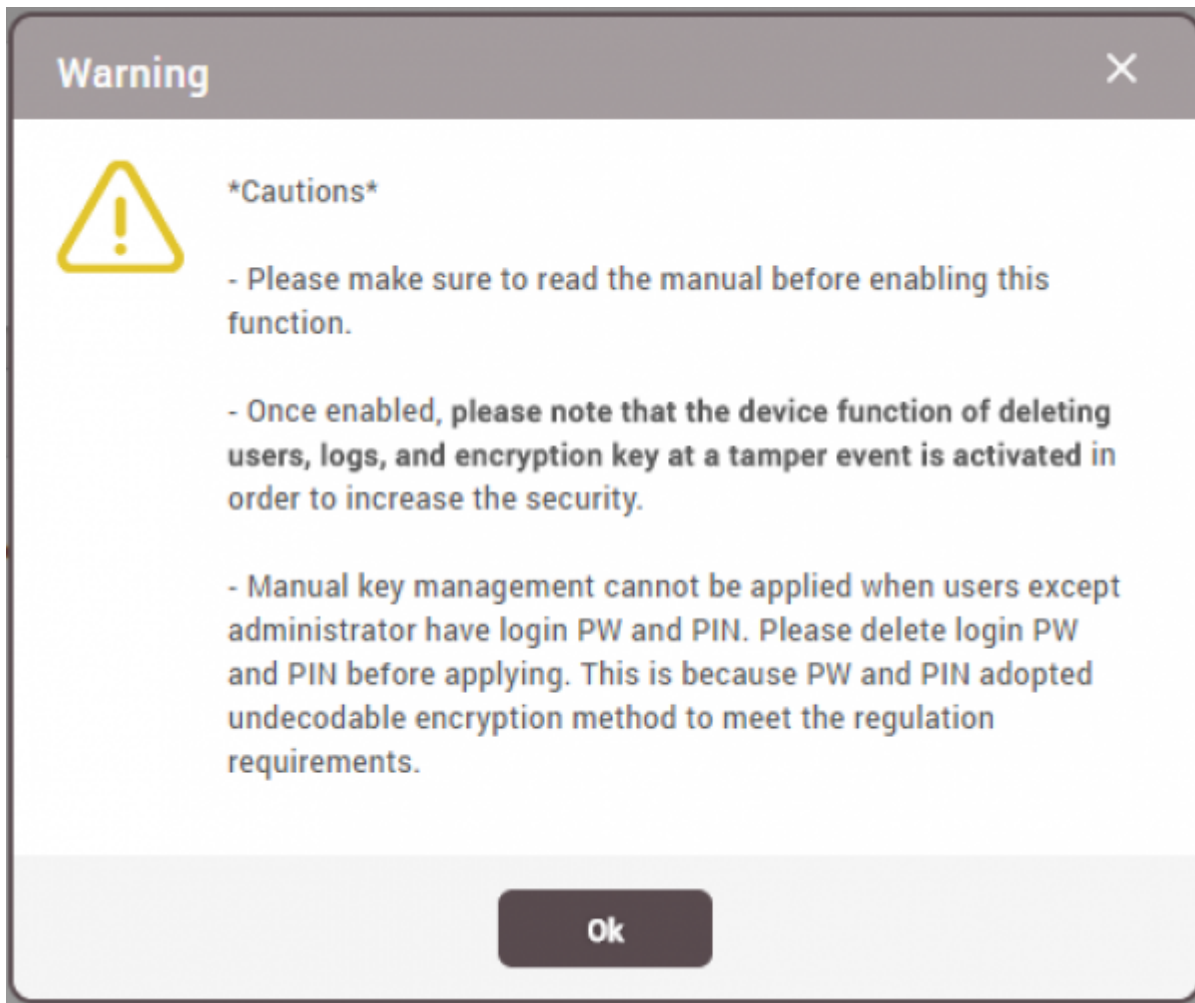 Warning
*Cautions*
- Please make sure to read the manual before enabling this
function.
- Once enabled, please note that the device function of deleting
users, logs, and encryption key at a tamper event is activated in
order to increase the security.
- Manual key management cannot be applied when users except
administrator have login PW and PIN. Please delete login PW
and PIN before applying. This is because PW and PIN adopted
undecodable encryption method to meet the regulation
requirements.
Ok